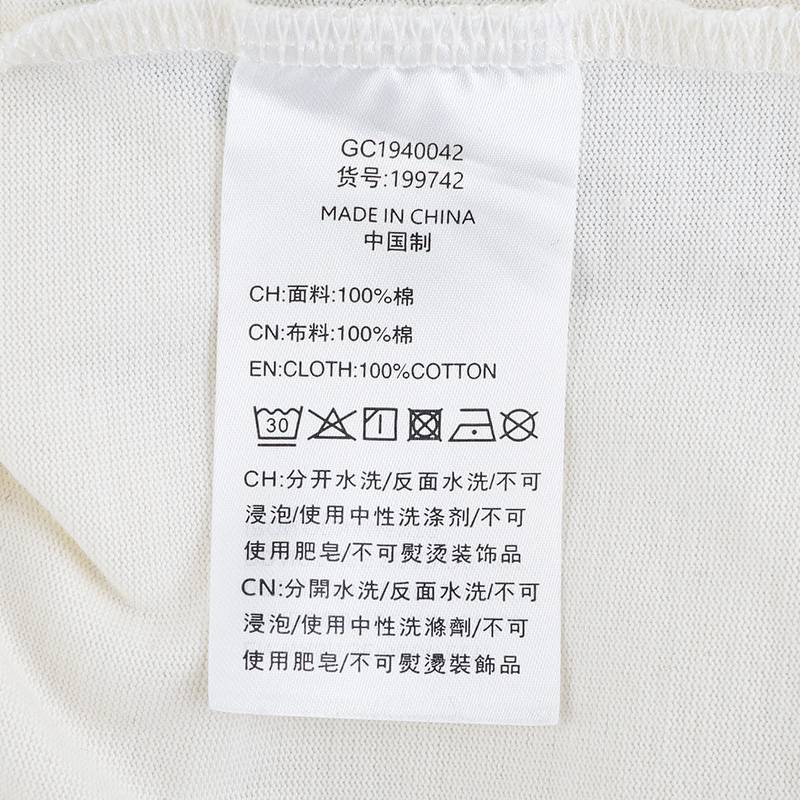 GC1940042
货号:199742
MADE IN CHINA
中国制
CH:面料:100%棉
CN:布料:100%棉
EN:CLOTH:100%COTTON
30
CH:分开水洗/反面水洗/不可
浸泡/使用中性洗涤剂/不可
使用肥皂/不可熨烫装饰品
CN:分開水洗/反面水洗/不可
浸泡/使用中性洗滌劑/不可
使用肥皂/不可熨燙裝飾品